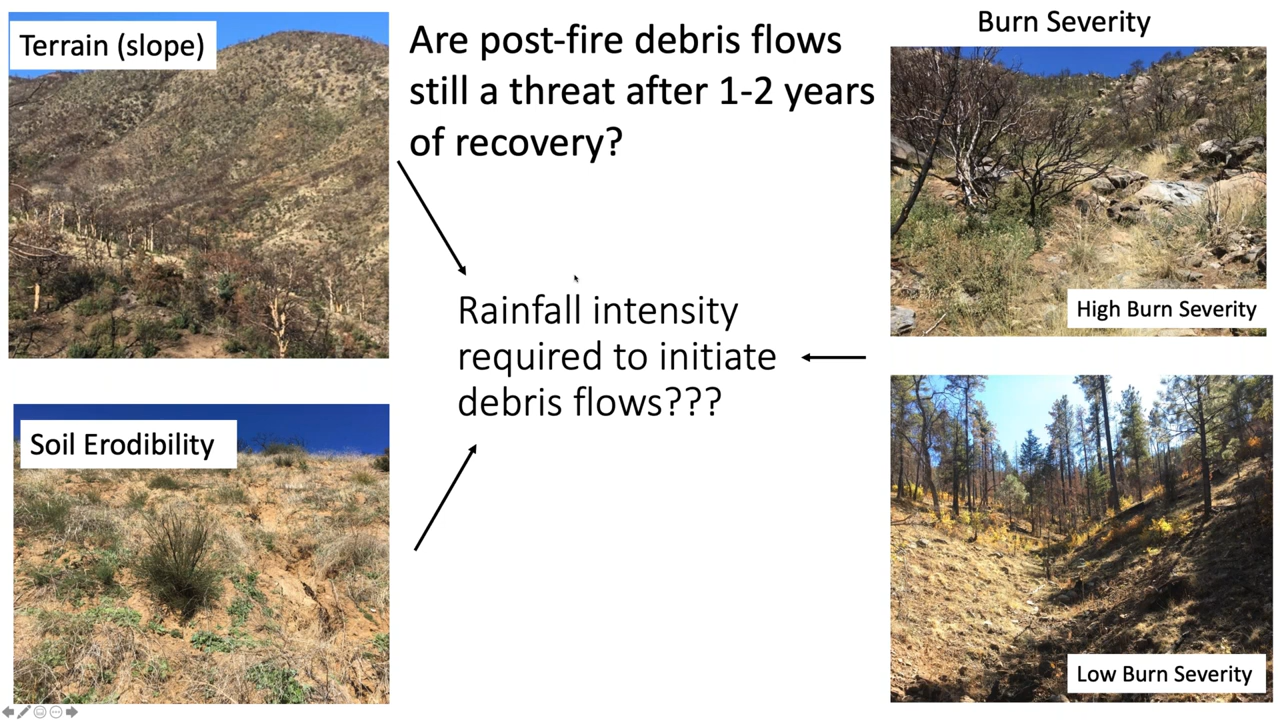 Terrain (slope)
Are post-fire debris flows
still a threat after 1-2 years
of recovery?
Burn Severity
High Burn Severity
Rainfall intensity
required to initiate
debris flows???
Soil Erodibility
Low Burn Severity